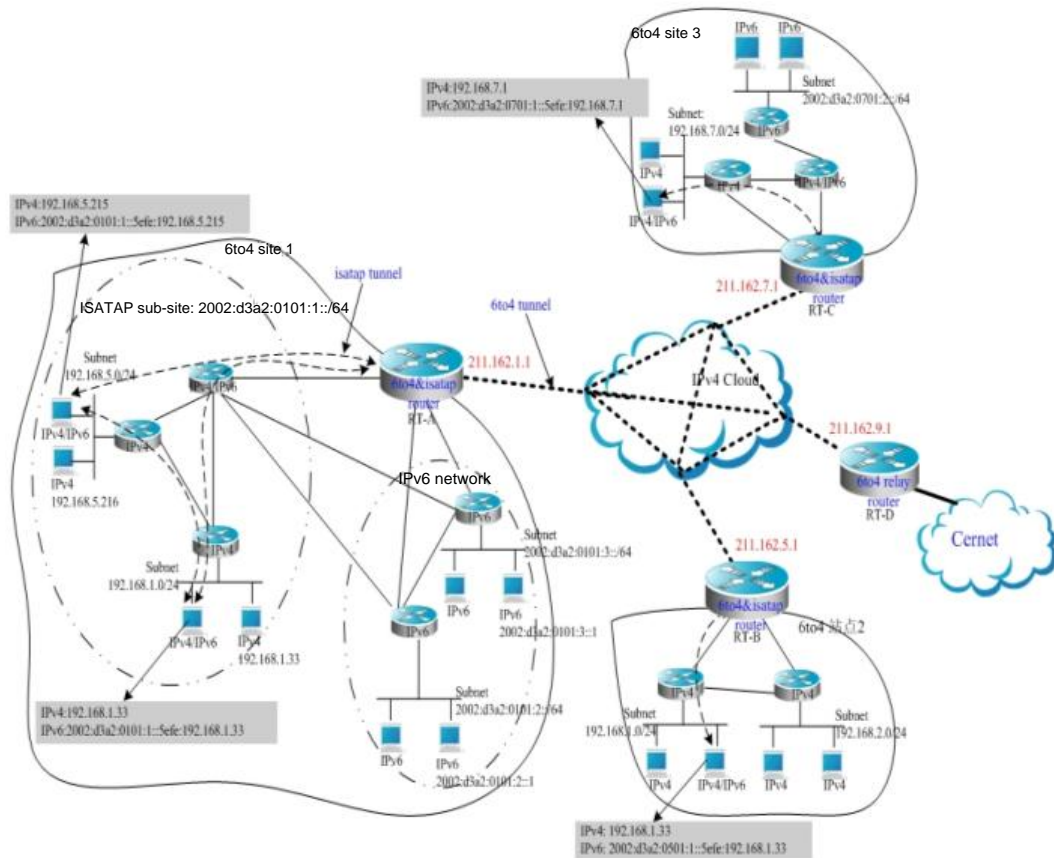 6to4 site 3
IPv6
IPv6
Subnet
2002:d3a2:0701:2::/64
IPv4:192.168.7.1
IPv6:2002:d3a2:0701:1::5efe:192.168.7.1
Subnet:
192.168.7.0/24
IPv6
IPv4
IPv4
IPv4/IPv6
IPv4/IPv6
6to4&isatap
router
RT-C
211.162.7.1
IPv4:192.168.5.215
IPv6:2002:d3a2:0101:1::5efe:192.168.5.215
6to4 site 1
isatap tunnel
ISATAP sub-site: 2002:d3a2:0101:1::/64
6to4 tunnel
Subnet
192.168.5.0/24
IPv4/IPv6
211.162.1.1
6to4&isatap
router
RT-A
IPv4 Cloud
IPv4/IPv6
IPv4
IPv4
192.168.5.216
211.162.9.1
6to4 relay
router
RT-D
Cernet
IPv6 network
IPv6
Subnet
2002:d3a2:0101:3::/64
IPv4
Subnet
192.168.1.0/24
IPv6
IPv6
2002:d3a2:0101:3::1
IPv4/IPv6
IPv4
192.168.1.33
IPv6
211.162.5.1
6to4&isatap
router
RT-B
6to4 站点2
IPv4:192.168.1.33
IPv6:2002:d3a2:0101:1::5efe:192.168.1.33
Subnet
2002:d3a2:0101:2::/64
IPv6
IPv6
2002:d3a2:0101:2::1
IPv4
IPv4
Subnet
192.168.1.0/24
Subnet
192.168.2.0/24
IPv4
IPv4/IPv6
IPv4
IPv4
IPv4: 192.168.1.33
IPv6: 2002:d3a2:0501:1::5efe:192.168.1.33